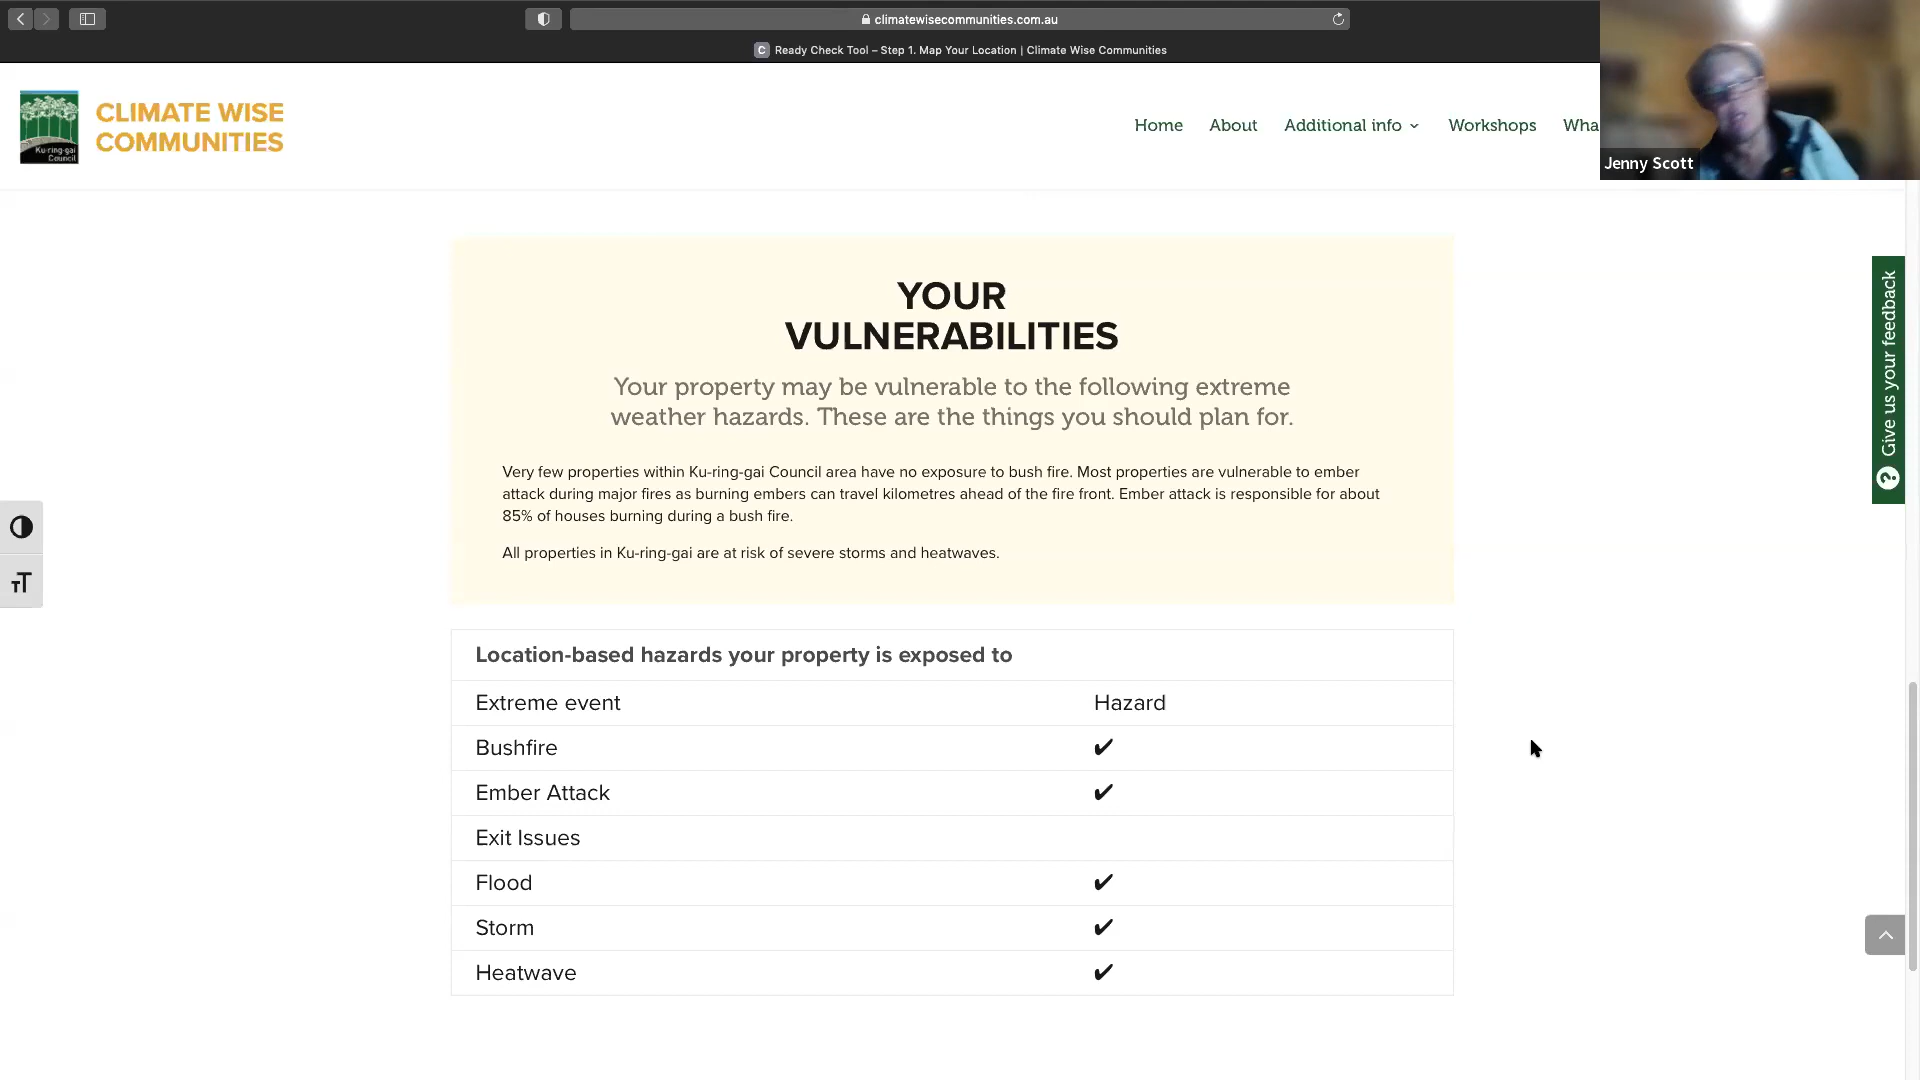 climatewisecommunities.com.au
C Ready Check Tool – Step 1. Map Your Location | Climate Wise Communities
Ku-ring-gai
Council
CLIMATE WISE
COMMUNITIES
Home About Additional info Workshops Wha
Jenny Scott
YOUR
VULNERABILITIES
Your property may be vulnerable to the following extreme
weather hazards. These are the things you should plan for.
Very few properties within Ku-ring-gai Council area have no exposure to bush fire. Most properties are vulnerable to ember
attack during major fires as burning embers can travel kilometres ahead of the fire front. Ember attack is responsible for about
85% of houses burning during a bush fire.
All properties in Ku-ring-gai are at risk of severe storms and heatwaves.
Give us your feedback
Location-based hazards your property is exposed to
Extreme event Hazard
Bushfire ✔
Ember Attack ✔
Exit Issues
Flood ✔
Storm ✔
Heatwave ✔